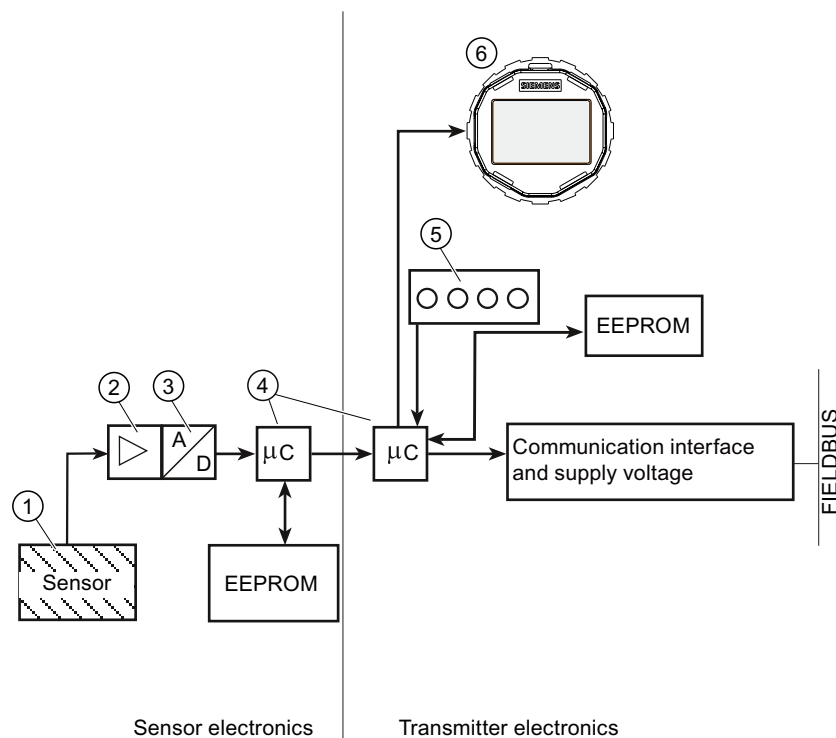 6
SIEMENS
5
EEPROM
2
3
4
A
D
μC
μC
Communication interface
and supply voltage
FIELDBUS
1
Sensor
EEPROM
Sensor electronics
Transmitter electronics